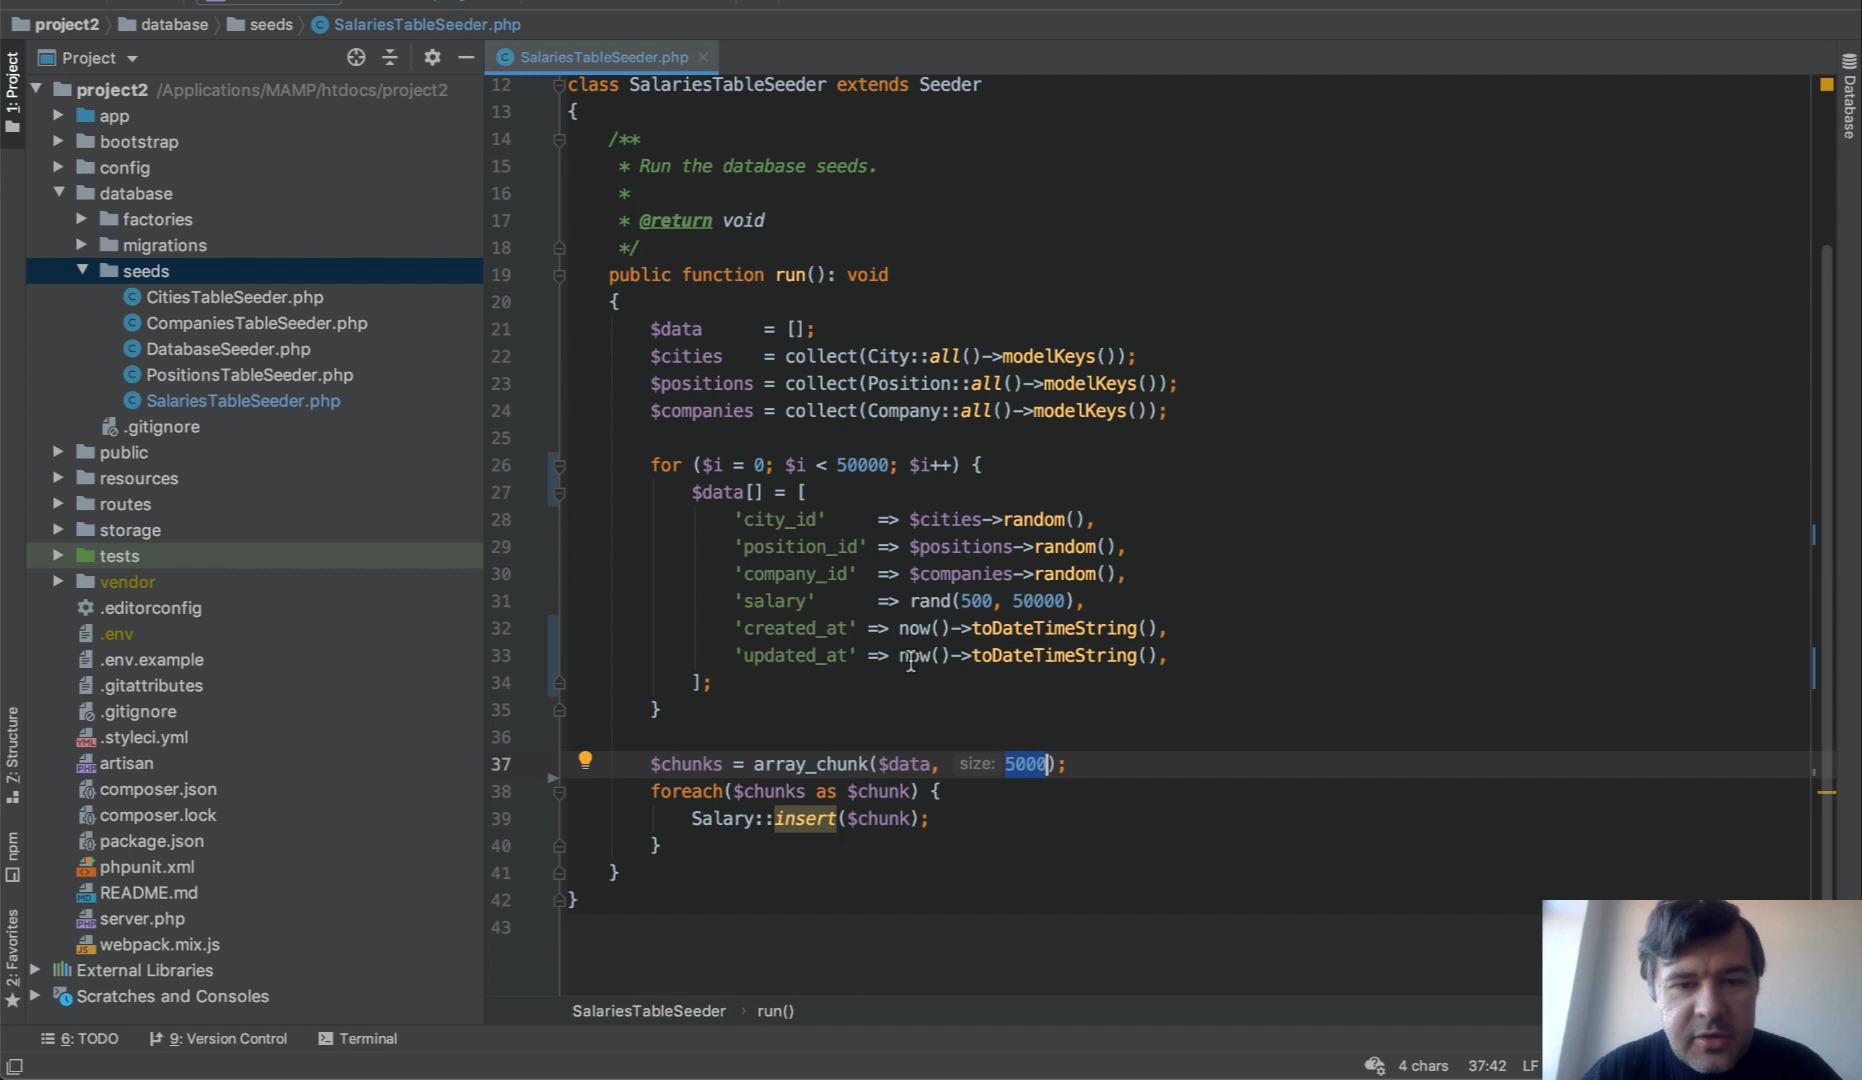 project2
database
seeds
SalariesTableSeeder.php
1: Project
Project
SalariesTableSeeder.php
Database
project2 /Applications/MAMP/htdocs/project2
app
bootstrap
config
database
factories
migrations
seeds
CitiesTableSeeder.php
CompaniesTableSeeder.php
DatabaseSeeder.php
PositionsTableSeeder.php
SalariesTableSeeder.php
.gitignore
public
resources
routes
storage
tests
vendor
.editorconfig
.env
.env.example
.gitattributes
.gitignore
.styleci.yml
artisan
composer.json
composer.lock
package.json
phpunit.xml
README.md
server.php
webpack.mix.js
External Libraries
Scratches and Consoles
7: Structure
npm
2: Favorites
12 class SalariesTableSeeder extends Seeder
13 {
14 /**
15 * Run the database seeds.
16 *
17 * @return void
18 */
19 public function run(): void
20 {
21 $data = [];
22 $cities = collect(City::all()->modelKeys());
23 $positions = collect(Position::all()->modelKeys());
24 $companies = collect(Company::all()->modelKeys());
25
26 for ($i = 0; $i < 50000; $i++) {
27 $data[] = [
28 'city_id' => $cities->random(),
29 'position_id' => $positions->random(),
30 'company_id' => $companies->random(),
31 'salary' => rand(500, 50000),
32 'created_at' => now()->toDateTimeString(),
33 'updated_at' => now()->toDateTimeString(),
34 ];
35 }
36
37 $chunks = array_chunk($data, size: 5000);
38 foreach($chunks as $chunk) {
39 Salary::insert($chunk);
40 }
41 }
42 }
43
SalariesTableSeeder › run()
6: TODO
9: Version Control
Terminal
4 chars
37:42
LF